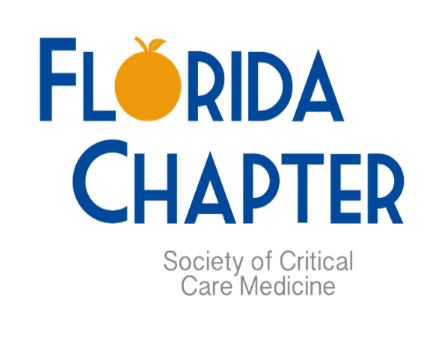 FLORIDA
CHAPTER
Society of Critical
Care Medicine